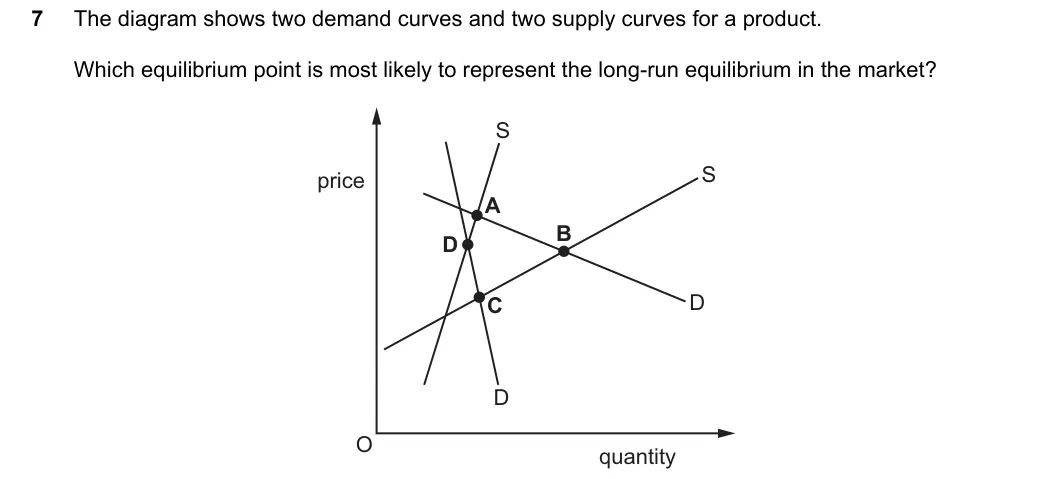 7 The diagram shows two demand curves and two supply curves for a product.
Which equilibrium point is most likely to represent the long-run equilibrium in the market?
S
price
S
A
B
D
C
D
D
O
quantity